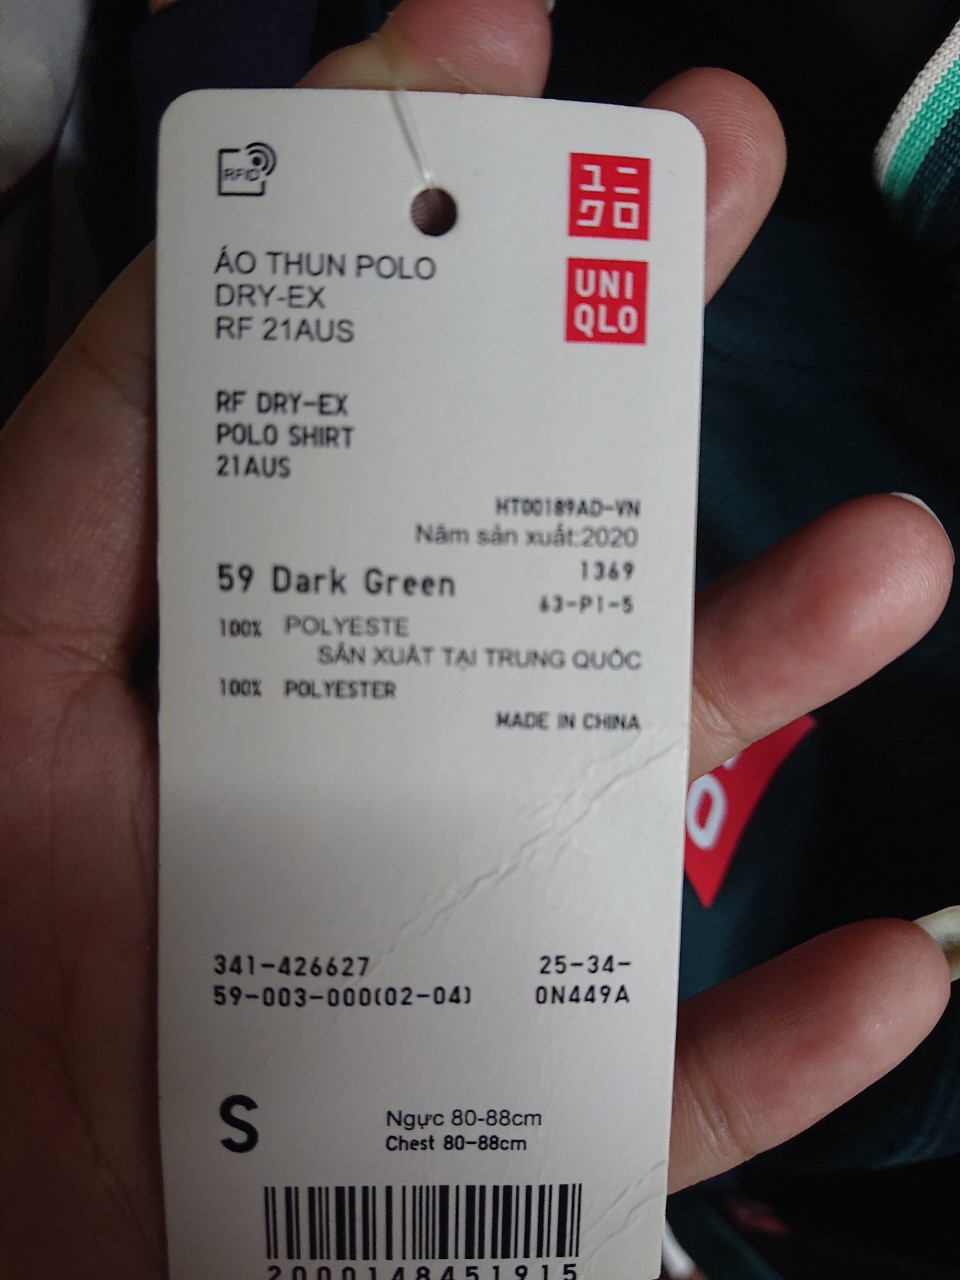 RFID
ユニ
クロ
UNI
QLO
ÁO THUN POLO
DRY-EX
RF 21AUS
RF DRY-EX
POLO SHIRT
21AUS
HT00189AD-VN
Năm sản xuất:2020
59 Dark Green
1369
63-P1-5
100% POLYESTE
SẢN XUẤT TẠI TRUNG QUỐC
100% POLYESTER
MADE IN CHINA
341-426627 25-34-
59-003-000(02-04) 0N449A
S
Ngực 80-88cm
Chest 80-88cm
2000148451915